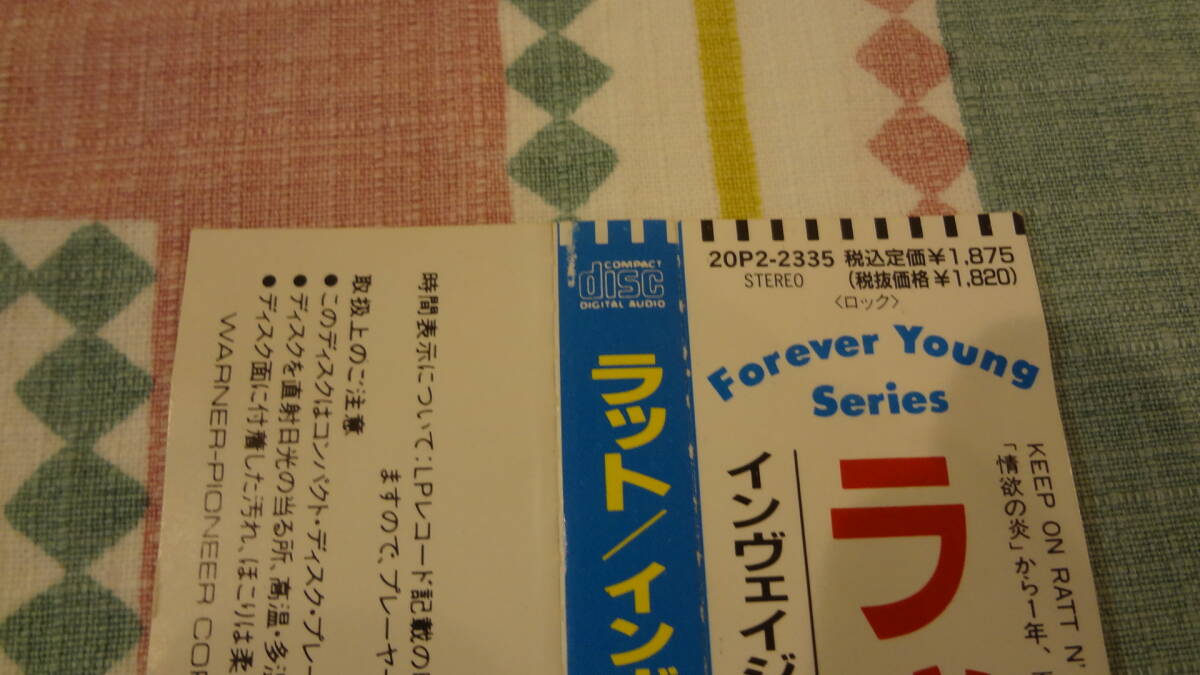 20P2-2335 税込定価¥1,875
STEREO (税抜価格¥1,820)
〈ロック〉
Forever Young
Series
KEEP ON RATT N'
「情欲の炎」から1年、
ラ
インヴェイジ
COMPACT
disc
DIGITAL AUDIO
ラット/イン
時間表示について:LPレコード記載の
ますので、プレーヤ
取扱上のご注意
●このディスクはコンパクト・ディスク・プレー
●ディスクを直射日光の当る所、高温・多湿
●ディスク面に付着した汚れ、ほこりは柔
WARNER-PIONEER COR